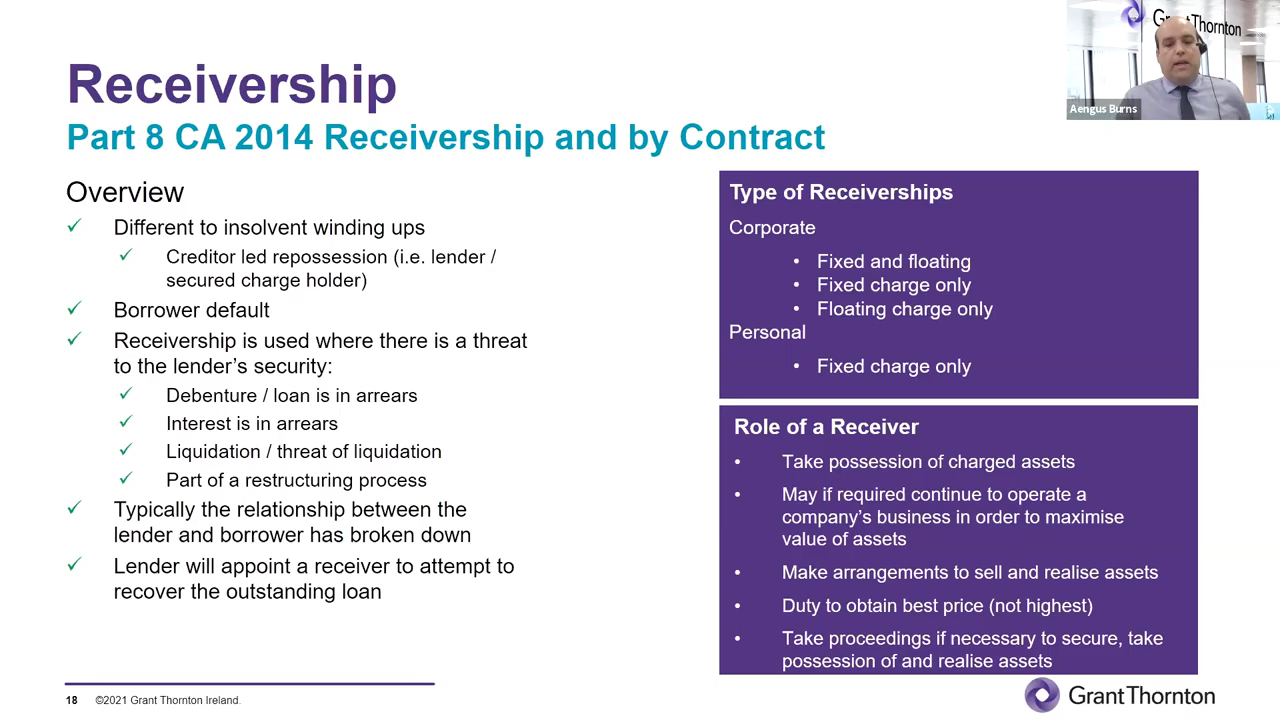 Receivership
Part 8 CA 2014 Receivership and by Contract
Overview
Different to insolvent winding ups
Creditor led repossession (i.e. lender /
secured charge holder)
Borrower default
Receivership is used where there is a threat
to the lender’s security:
Debenture / loan is in arrears
Interest is in arrears
Liquidation / threat of liquidation
Part of a restructuring process
Typically the relationship between the
lender and borrower has broken down
Lender will appoint a receiver to attempt to
recover the outstanding loan
Type of Receiverships
Corporate
• Fixed and floating
• Fixed charge only
• Floating charge only
Personal
• Fixed charge only
Role of a Receiver
• Take possession of charged assets
• May if required continue to operate a
company’s business in order to maximise
value of assets
• Make arrangements to sell and realise assets
• Duty to obtain best price (not highest)
• Take proceedings if necessary to secure, take
possession of and realise assets
18 ©2021 Grant Thornton Ireland.
Grant Thornton
Thornton
Aengus Burns